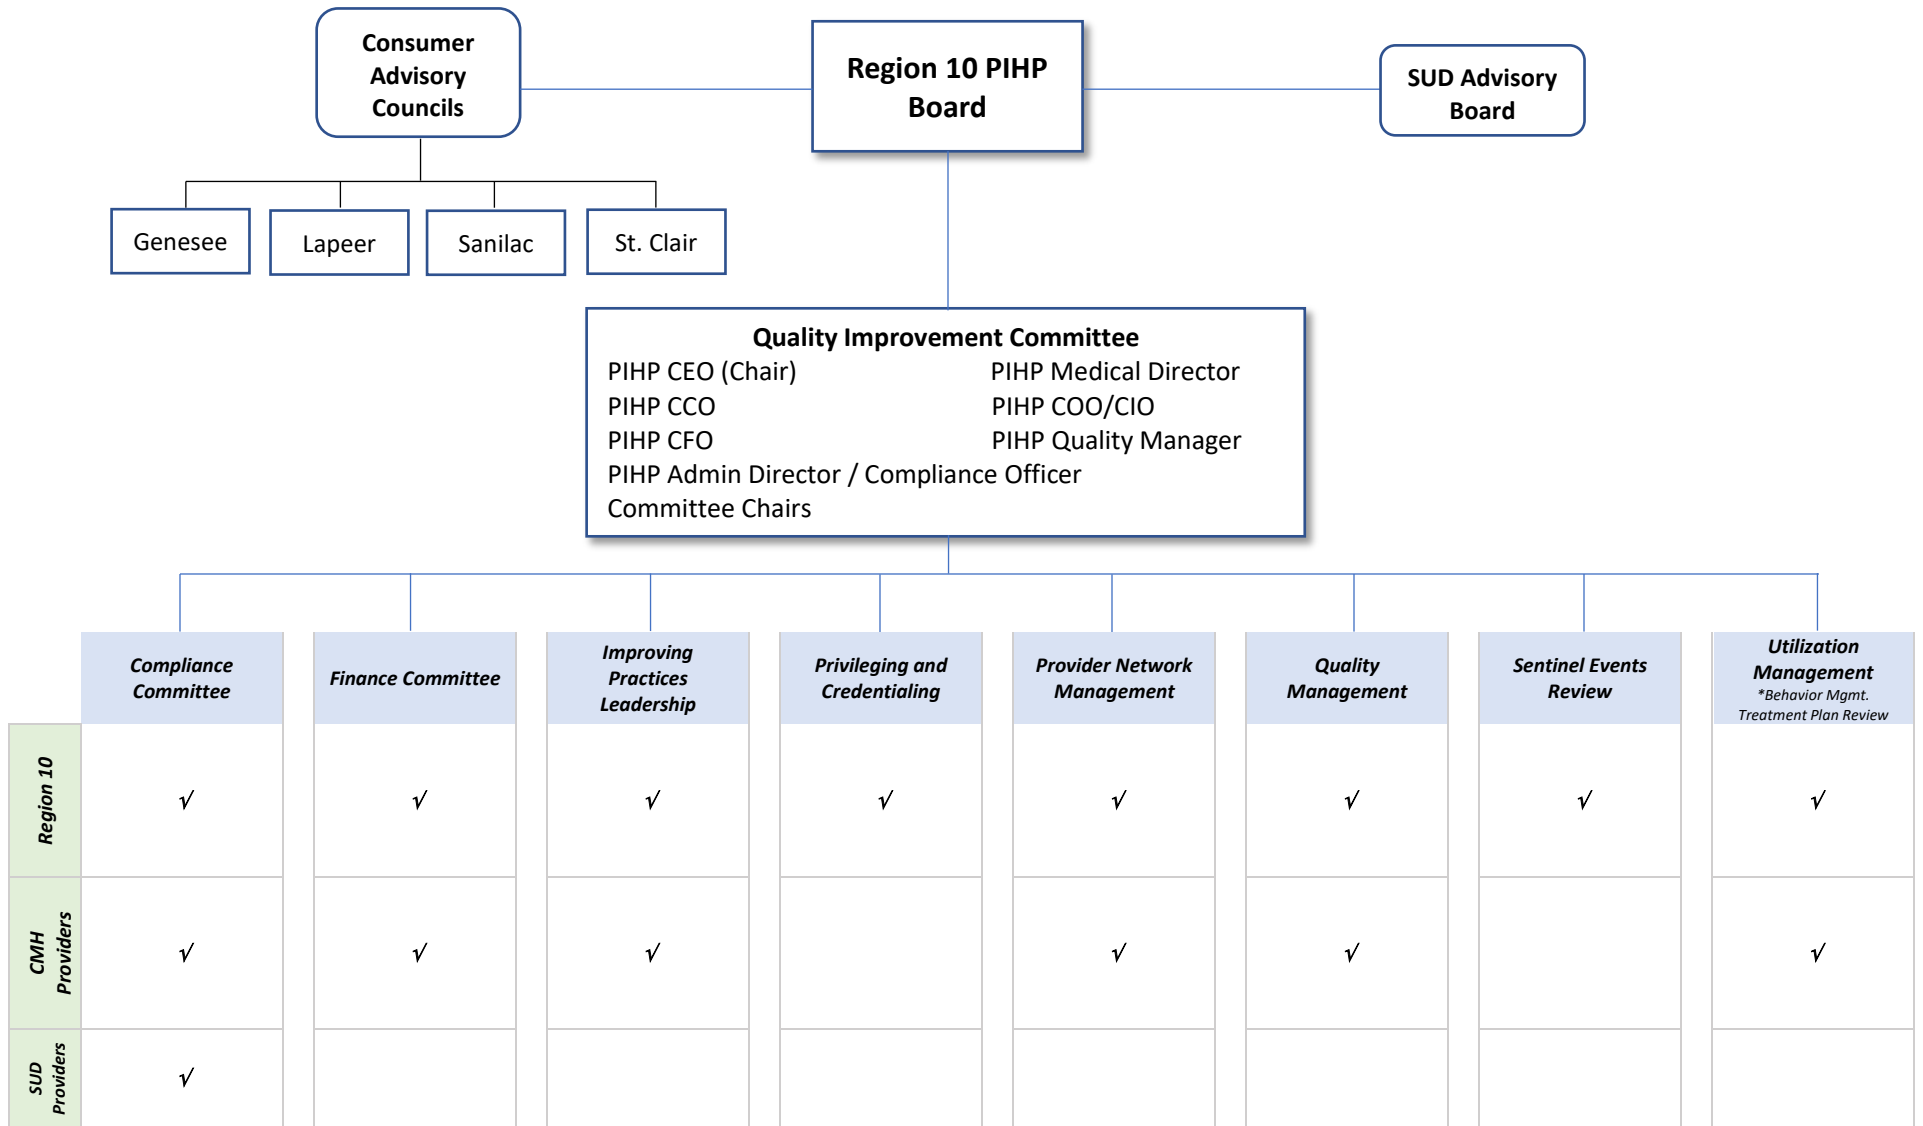 Consumer
Advisory
Councils
Region 10 PIHP
Board
SUD Advisory
Board
Genesee
Lapeer
Sanilac
St. Clair
Quality Improvement Committee
PIHP CEO (Chair) PIHP Medical Director
PIHP CCO PIHP COO/CIO
PIHP CFO PIHP Quality Manager
PIHP Admin Director / Compliance Officer
Committee Chairs
Compliance
Committee
Finance Committee
Improving
Practices
Leadership
Privileging and
Credentialing
Provider Network
Management
Quality
Management
Sentinel Events
Review
Utilization
Management
*Behavior Mgmt.
Treatment Plan Review
Region 10
√ √ √ √ √ √ √ √
CMH
Providers
√ √ √ √ √ √
SUD
Providers
√